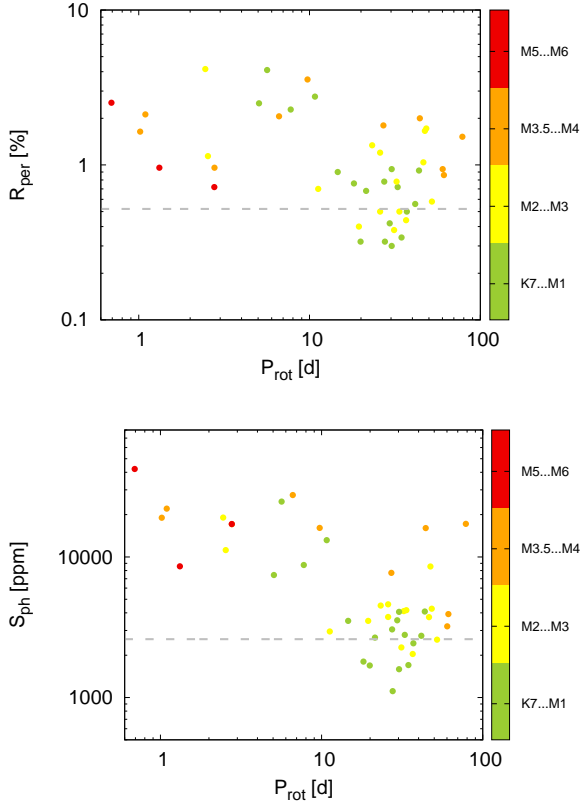 10
1
0.1
R_per [%]
1
10
100
P_rot [d]
M5...M6
M3.5...M4
M2...M3
K7...M1
10000
1000
S_ph [ppm]
1
10
100
P_rot [d]
M5...M6
M3.5...M4
M2...M3
K7...M1